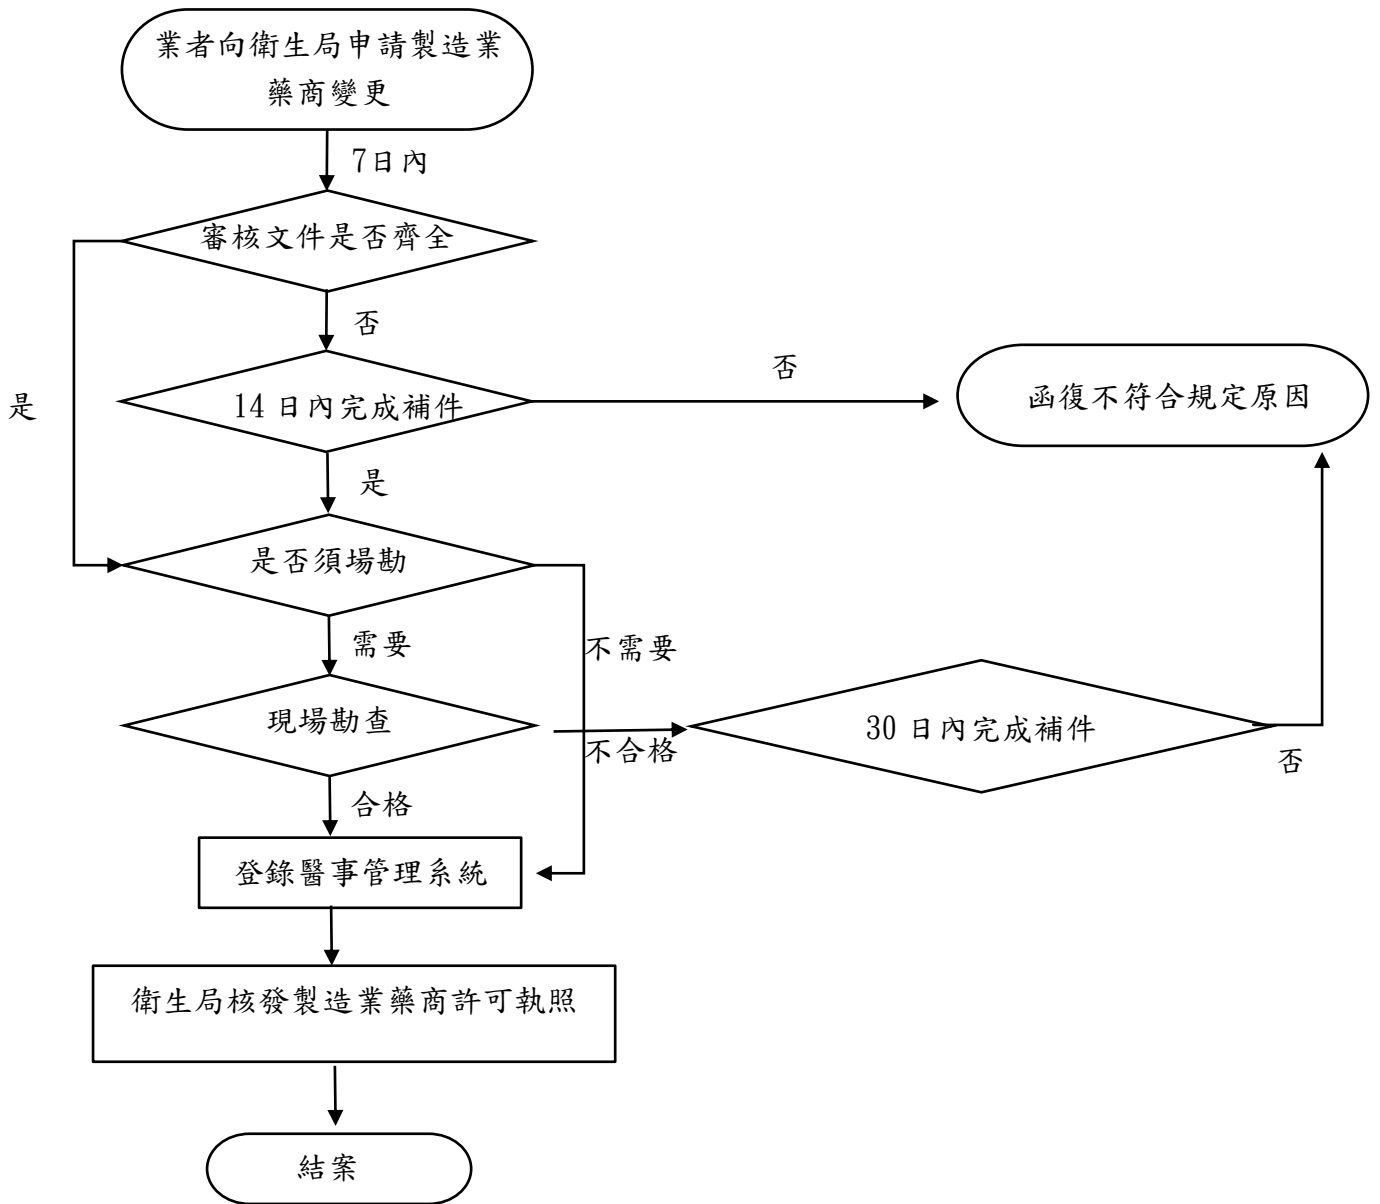 業者向衛生局申請製造業
藥商變更
7日內
審核文件是否齊全
否
是
14 日內完成補件
否
函復不符合規定原因
是
是否須場勘
需要
不需要
現場勘查
不合格
30 日內完成補件
否
合格
登錄醫事管理系統
衛生局核發製造業藥商許可執照
結案